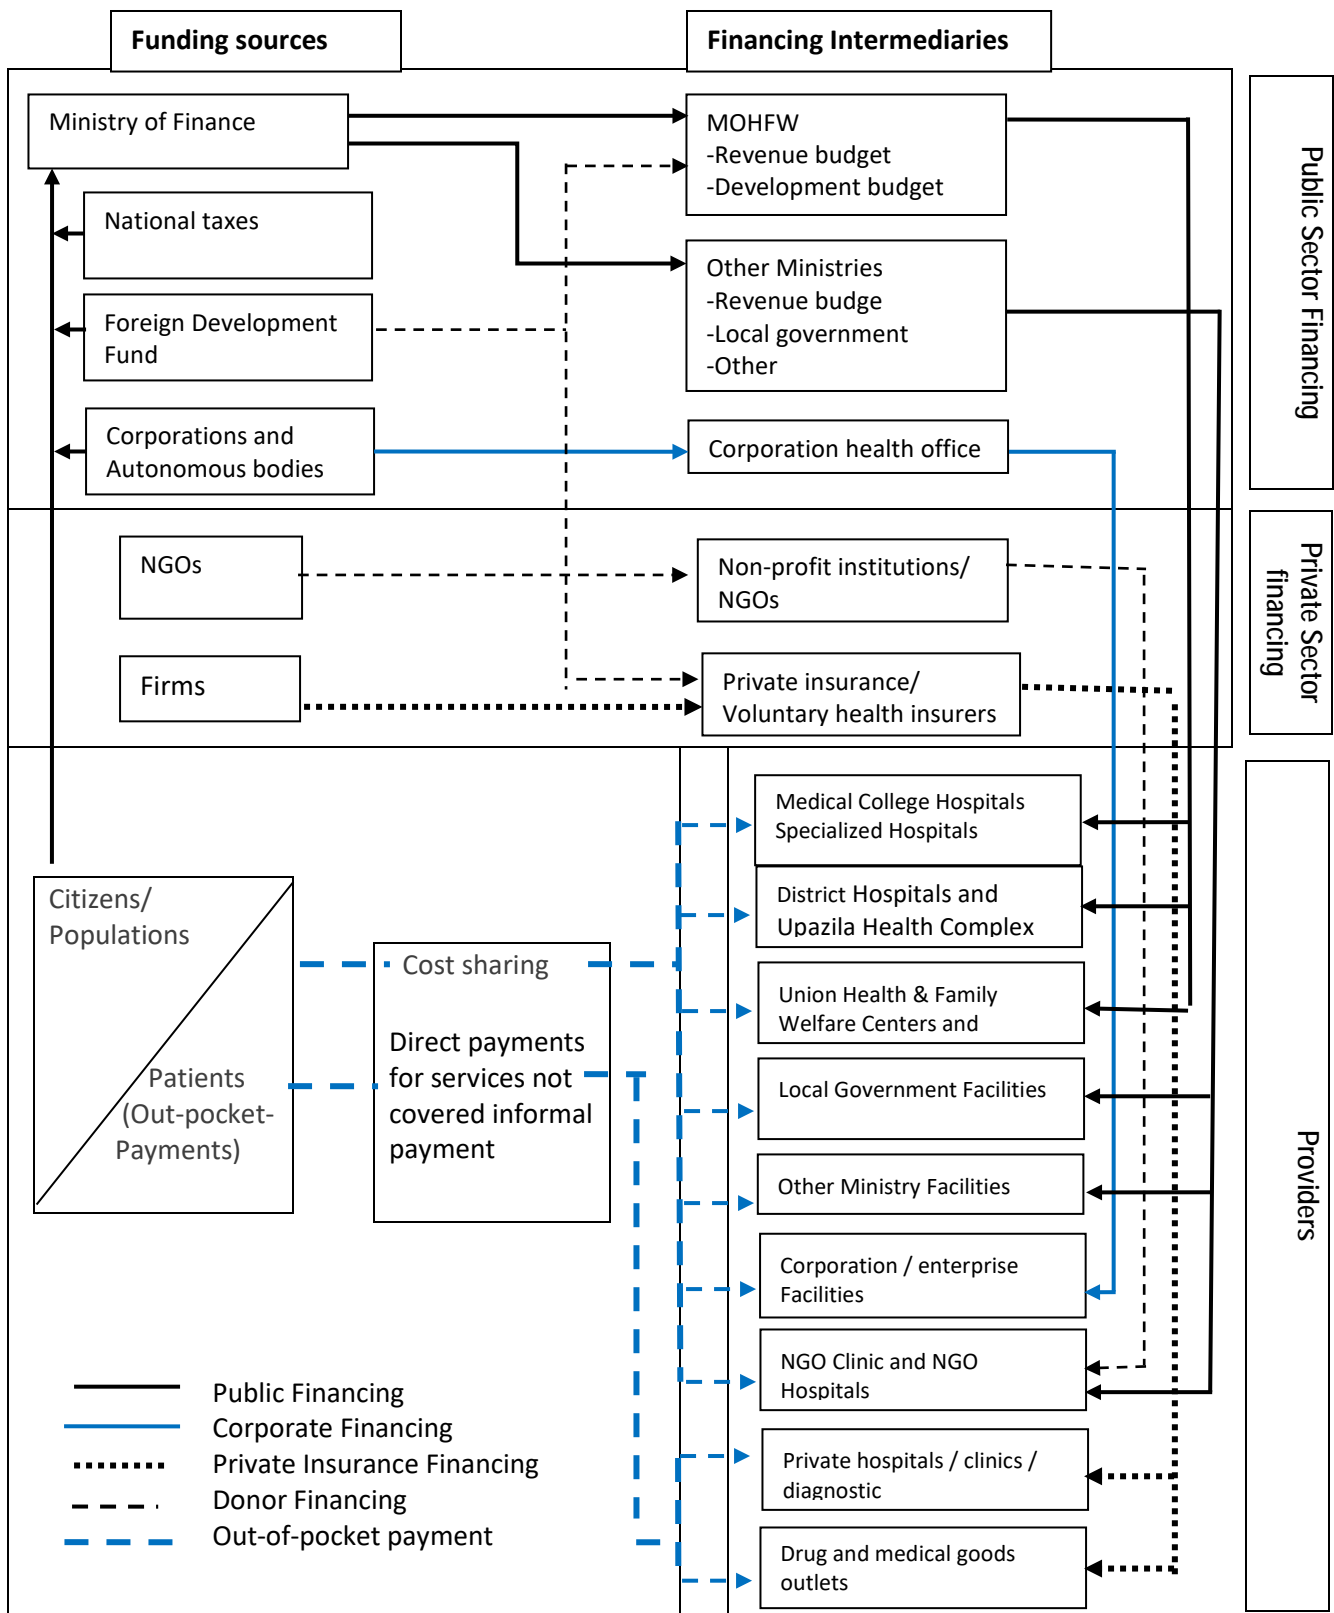 Funding sources
Financing Intermediaries
Ministry of Finance
National taxes
Foreign Development
Fund
Corporations and
Autonomous bodies
MOHFW
-Revenue budget
-Development budget
Other Ministries
-Revenue budge
-Local government
-Other
Corporation health office
Public Sector Financing
NGOs
Firms
Non-profit institutions/
NGOs
Private insurance/
Voluntary health insurers
Private Sector
financing
Citizens/
Populations
Patients
(Out-pocket-
Payments)
Cost sharing
Direct payments
for services not
covered informal
payment
Medical College Hospitals
Specialized Hospitals
District Hospitals and
Upazila Health Complex
Union Health & Family
Welfare Centers and
Local Government Facilities
Other Ministry Facilities
Corporation / enterprise
Facilities
NGO Clinic and NGO
Hospitals
Private hospitals / clinics /
diagnostic
Drug and medical goods
outlets
Providers
Public Financing
Corporate Financing
Private Insurance Financing
Donor Financing
Out-of-pocket payment